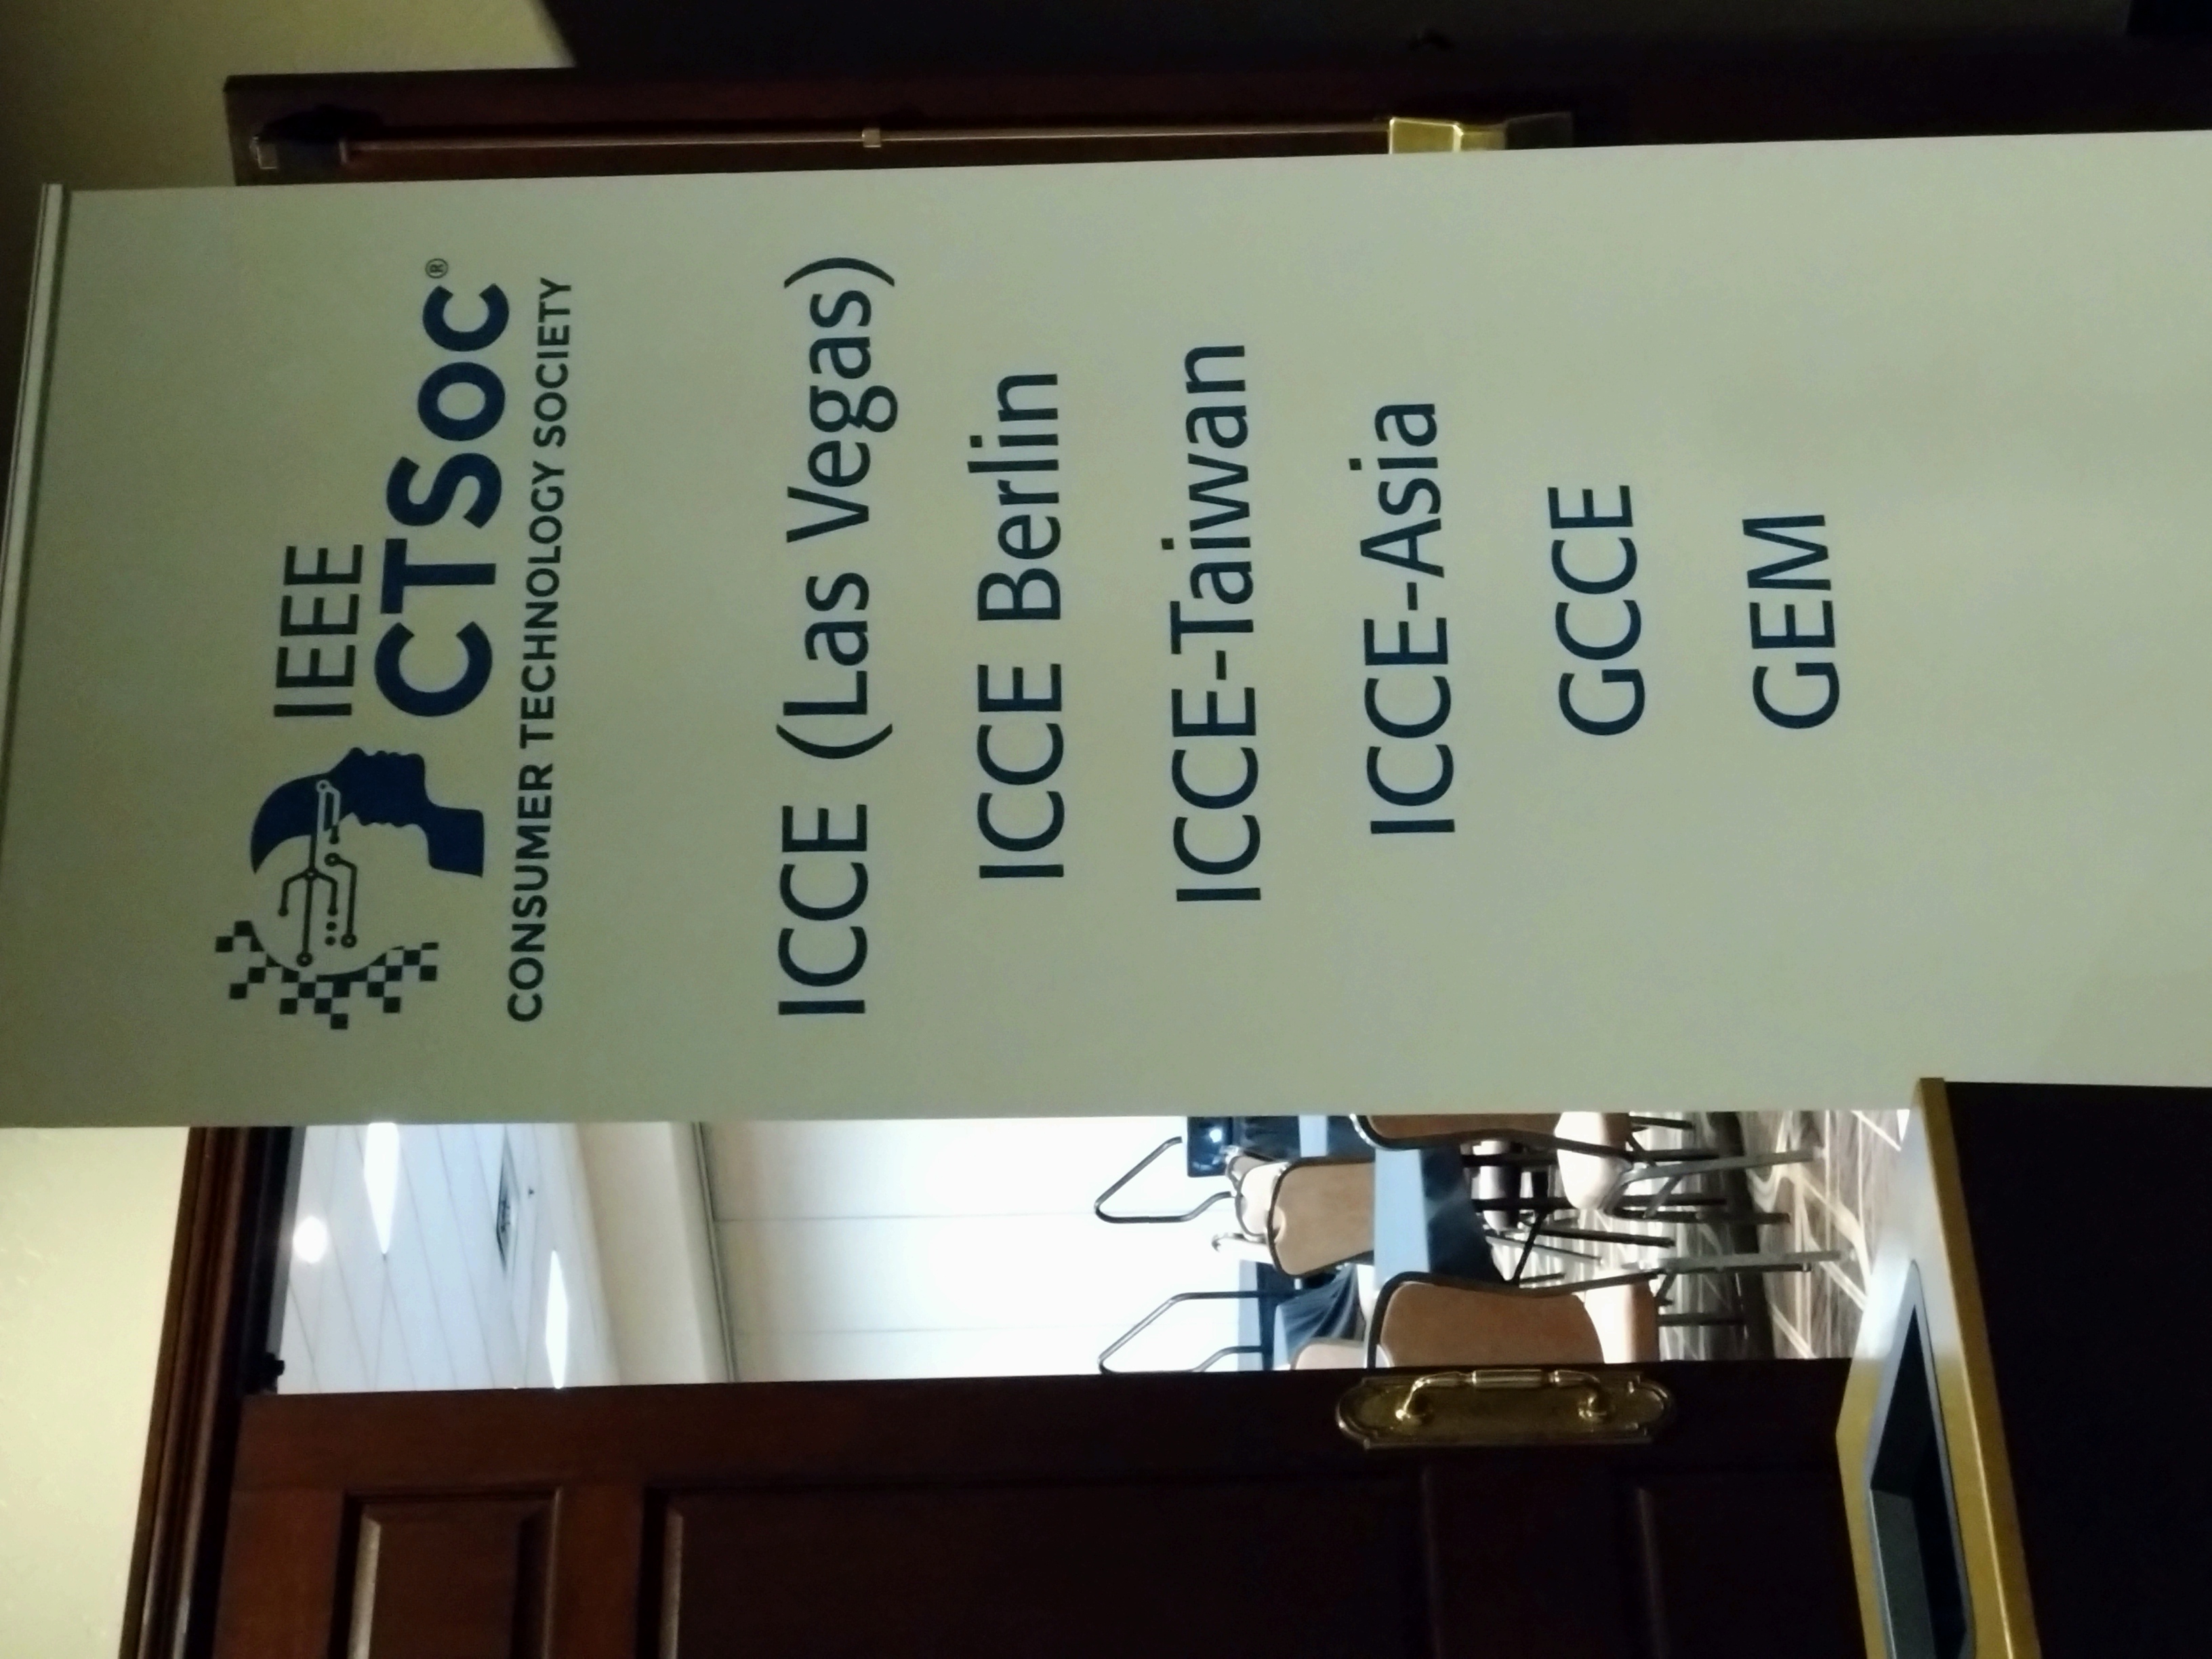 IEEE
CTSoc®
CONSUMER TECHNOLOGY SOCIETY
ICCE (Las Vegas)
ICCE Berlin
ICCE-Taiwan
ICCE-Asia
GCCE
GEM